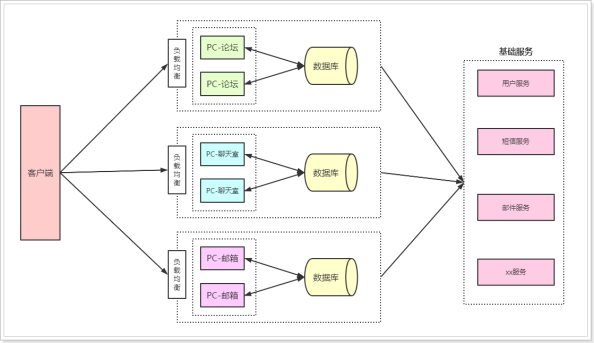 客户端
负载均衡
PC-论坛
PC-论坛
数据库
负载均衡
PC-聊天室
PC-聊天室
数据库
负载均衡
PC-邮箱
PC-邮箱
数据库
基础服务
用户服务
短信服务
邮件服务
xx服务